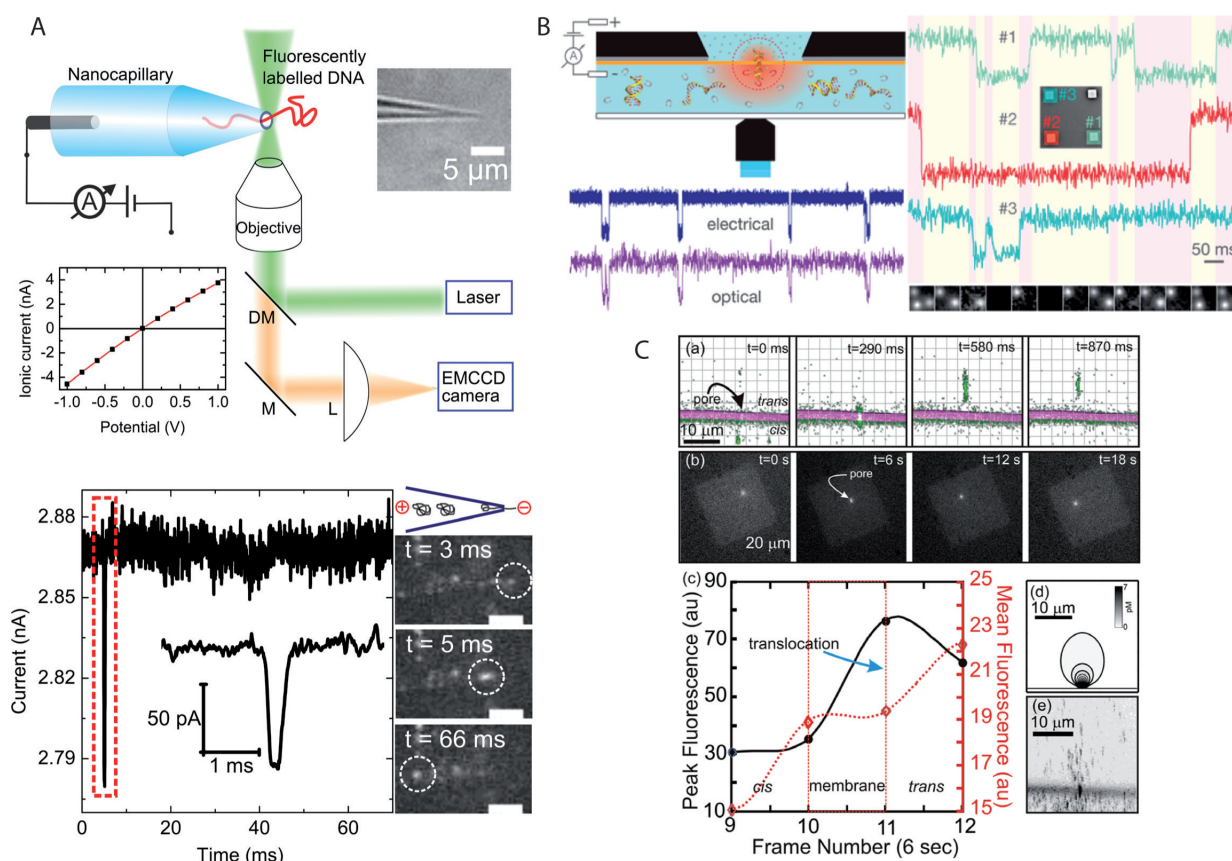 A
Nanocapillary
Fluorescently
labelled DNA
5 µm
A
Objective
Laser
DM
EMCCD
camera
M
L
Ionic current (nA)
4
2
0
-2
-4
-1.0
-0.5
0.0
0.5
1.0
Potential (V)
Current (nA)
2.88
2.85
2.82
2.79
50 pA
1 ms
0
20
40
60
Time (ms)
+
−
t = 3 ms
t = 5 ms
t = 66 ms
B
+
A
-
electrical
optical
#1
#2
#3
#3
#2
#1
50 ms
C
(a)
t=0 ms
t=290 ms
t=580 ms
t=870 ms
pore
trans
cis
10 µm
(b)
t=0 s
t=6 s
t=12 s
t=18 s
pore
20 µm
(c)
Peak Fluorescence (au)
90
70
50
30
10
translocation
cis
membrane
trans
9
10
11
12
Frame Number (6 sec)
25
23
21
19
17
15
Mean Fluorescence (au)
(d)
10 µm
7
pM
0
(e)
10 µm